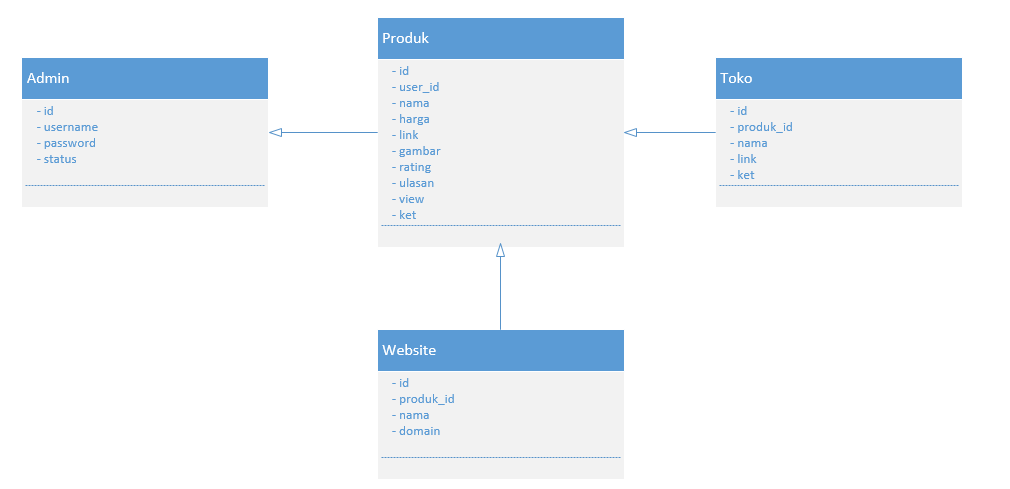 Admin
- id
- username
- password
- status
Produk
- id
- user_id
- nama
- harga
- link
- gambar
- rating
- ulasan
- view
- ket
Toko
- id
- produk_id
- nama
- link
- ket
Website
- id
- produk_id
- nama
- domain